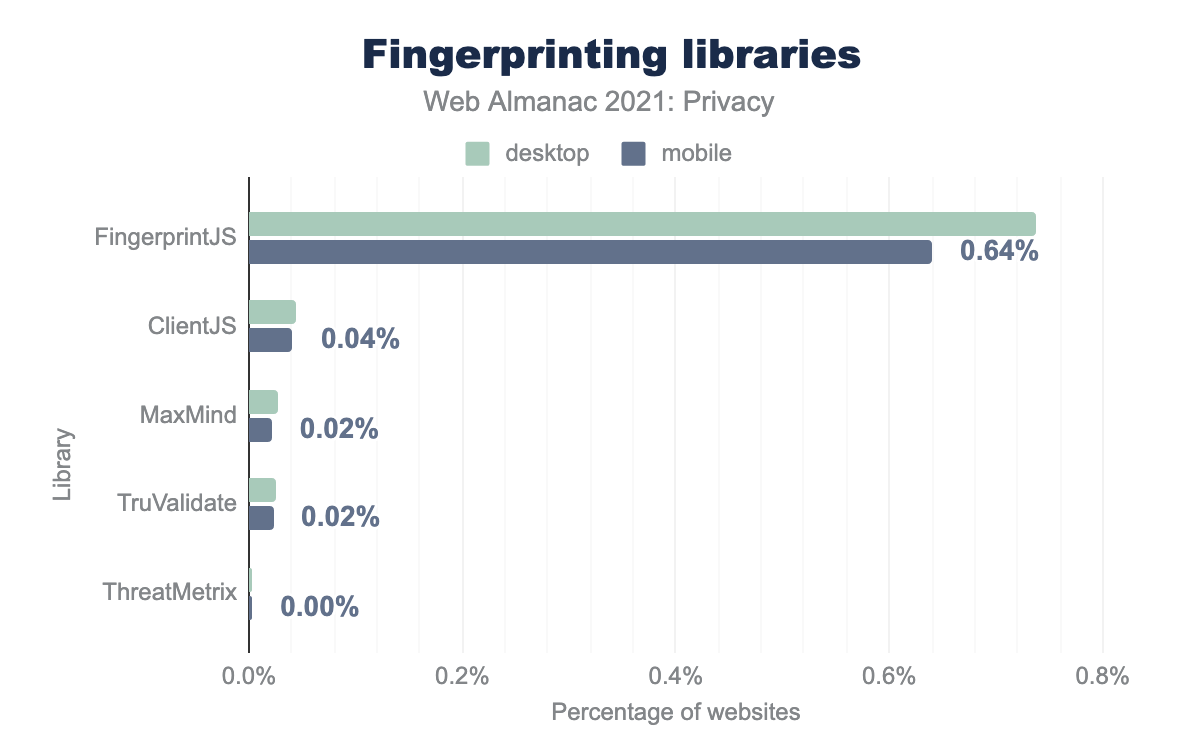 Fingerprinting libraries
Web Almanac 2021: Privacy
desktop mobile
FingerprintJS
0.64%
ClientJS
0.04%
MaxMind
0.02%
TruValidate
0.02%
ThreatMetrix
0.00%
Library
0.0% 0.2% 0.4% 0.6% 0.8%
Percentage of websites